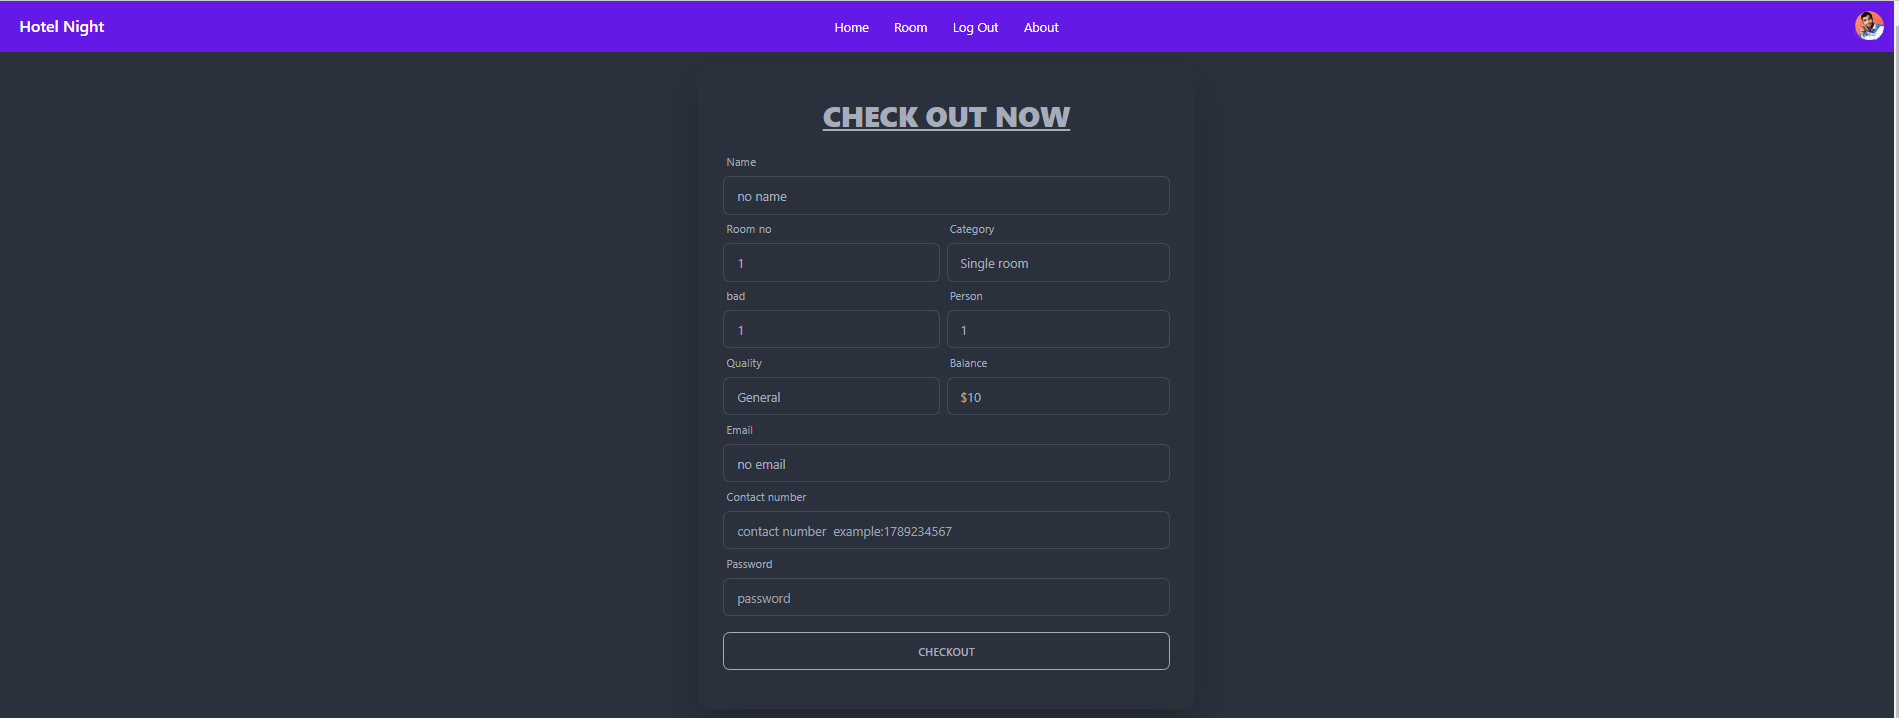 Hotel Night
Home Room Log Out About
CHECK OUT NOW
Name
no name
Room no Category
1 Single room
bad Person
1 1
Quality Balance
General $10
Email
no email
Contact number
contact number example:1789234567
Password
password
CHECKOUT